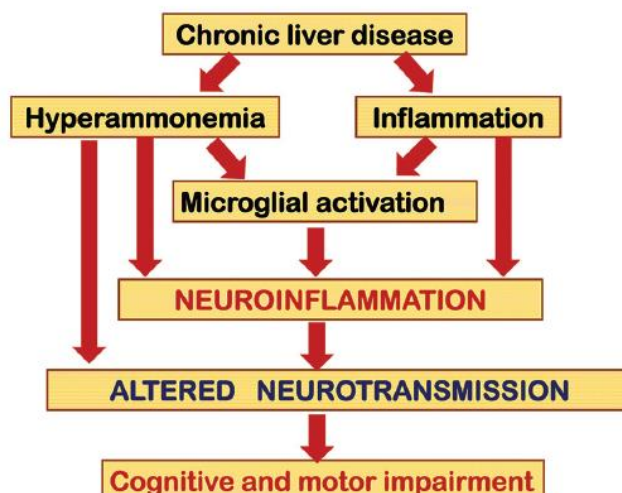 Chronic liver disease
Hyperammonemia
Inflammation
Microglial activation
NEUROINFLAMMATION
ALTERED NEUROTRANSMISSION
Cognitive and motor impairment